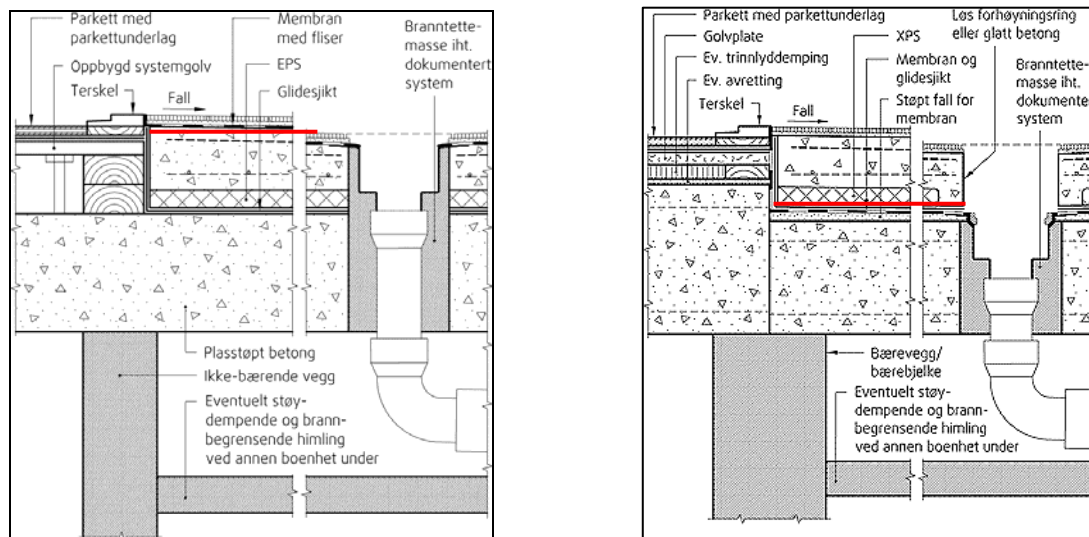 Parkett med
parkettunderlag
Oppbygd systemgolv
Terskel
Fall
Membran
med fliser
EPS
Glidesjikt
Branntette-
masse iht.
dokumentert
system
Plasstøpt betong
Ikke-bærende vegg
Eventuelt støy-
dempende og brann-
begrensende himling
ved annen boenhet under
Parkett med parkettunderlag
Golvplate
Ev. trinnlyddemping
Ev. avretting
Terskel
Fall
XPS
Membran og
glidesjikt
Støpt fall for
membran
Løs forhøyningsring
eller glatt betong
Branntette-
masse iht.
dokumente
system
Bærevegg/
bærebjelke
Eventuelt støy-
dempende og brann-
begrensende himling
ved annen boenhet under